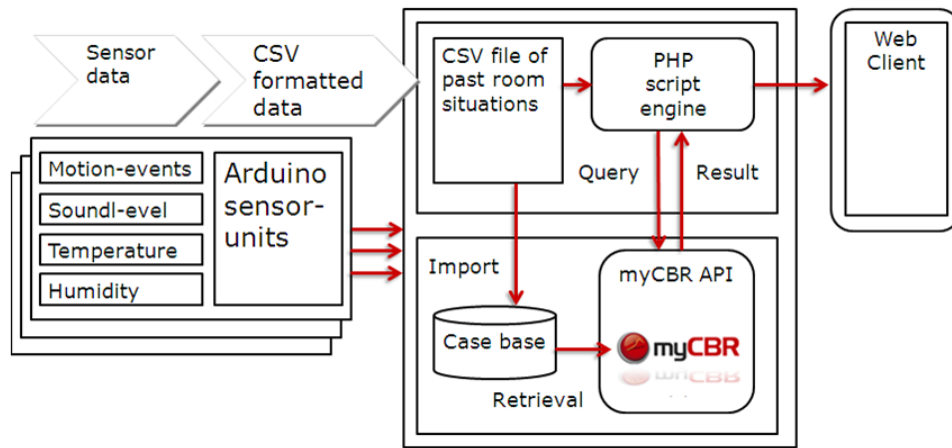 Sensor
data
CSV
formatted
data
CSV file of
past room
situations
PHP
script
engine
Web
Client
Motion-events
Soundl-evel
Temperature
Humidity
Arduino
sensor-
units
Query
Result
Import
myCBR API
Case base
myCBR
Retrieval